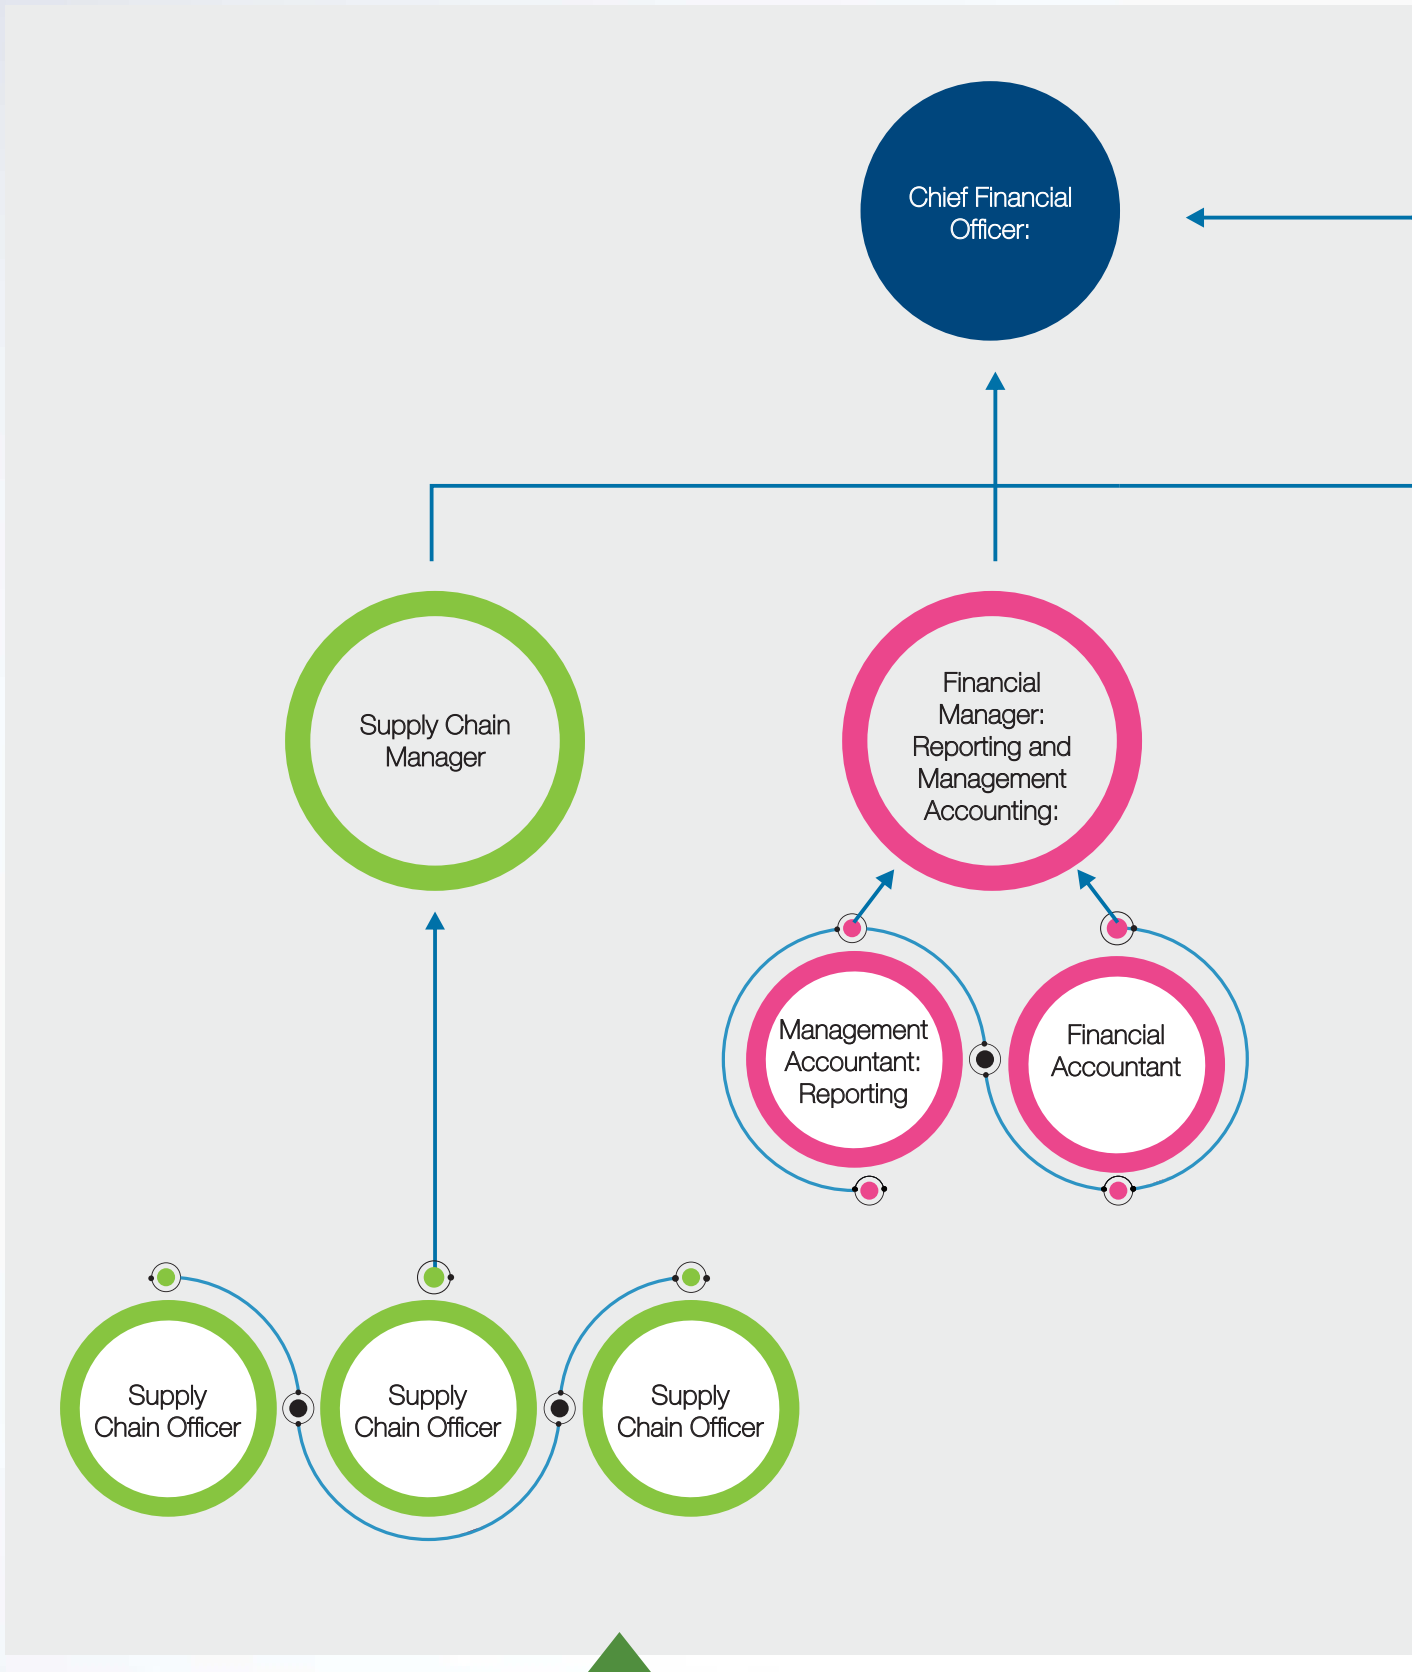 Chief Financial
Officer:
Supply Chain
Manager
Financial
Manager:
Reporting and
Management
Accounting:
Management
Accountant:
Reporting
Financial
Accountant
Supply
Chain Officer
Supply
Chain Officer
Supply
Chain Officer